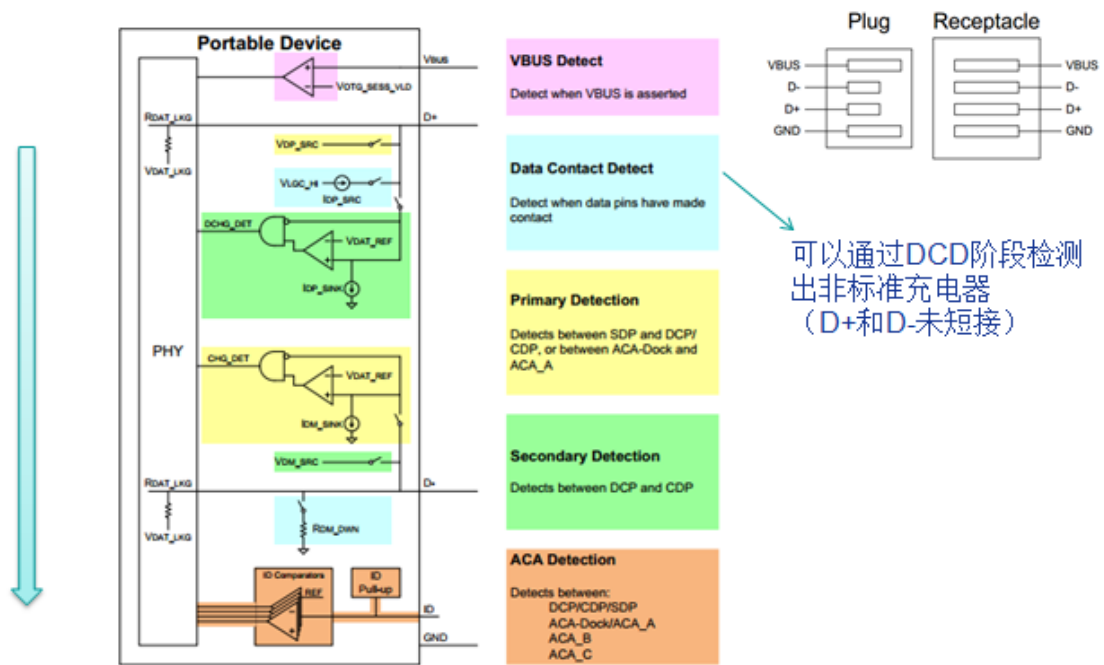 Portable Device
VBUS
VOTG_SESS_VLD
RDAT_LKG
D+
VDAT_LKG
VDP_SRC
VLGC_HI
IDP_SRC
DCHG_DET
VDAT_REF
IDP_SINK
PHY
CHG_DET
VDAT_REF
IDM_SINK
VDM_SRC
RDAT_LKG
D-
VDAT_LKG
RDM_DWN
ID Comparators
REF
ID
Pull-up
ID
GND
VBUS Detect
Detect when VBUS is asserted
Data Contact Detect
Detect when data pins have made
contact
Primary Detection
Detects between SDP and DCP/
CDP, or between ACA-Dock and
ACA_A
Secondary Detection
Detects between DCP and CDP
ACA Detection
Detects between:
DCP/CDP/SDP
ACA-Dock/ACA_A
ACA_B
ACA_C
Plug
VBUS
D-
D+
GND
Receptacle
VBUS
D-
D+
GND
可以通过DCD阶段检测
出非标准充电器
（D+和D-未短接）